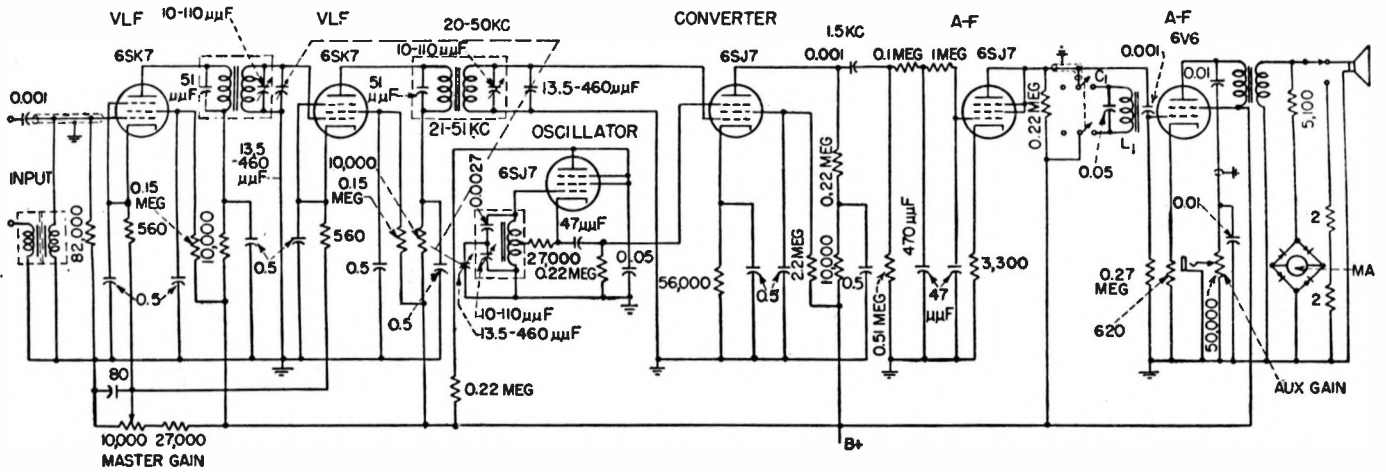 VLF
10-110μμF
6SK7
51
μμF
0.001
INPUT
82,000
0.15
MEG
560
10,000
13.5
-460
μμF
0.5
0.5
80
10,000
27,000
MASTER GAIN
VLF
6SK7
20-50KC
10-110μμF
51
μμF
21-51KC
13.5-460μμF
10,000
0.15
MEG
560
0.5
0.5
OSCILLATOR
6SJ7
0.0027
47μμF
27,000
0.22MEG
0.05
10-110μμF
13.5-460μμF
0.22 MEG
CONVERTER
6SJ7
1.5KC
0.001
0.1MEG
1MEG
56,000
0.5
2.2 MEG
0.22 MEG
10,000
0.5
B+
0.51 MEG
470μμF
47
μμF
A-F
6SJ7
3,300
0.22 MEG
C1
L1
0.05
A-F
6V6
0.001
0.01
0.27
MEG
620
0.01
50,000
AUX GAIN
5,100
2
2
MA